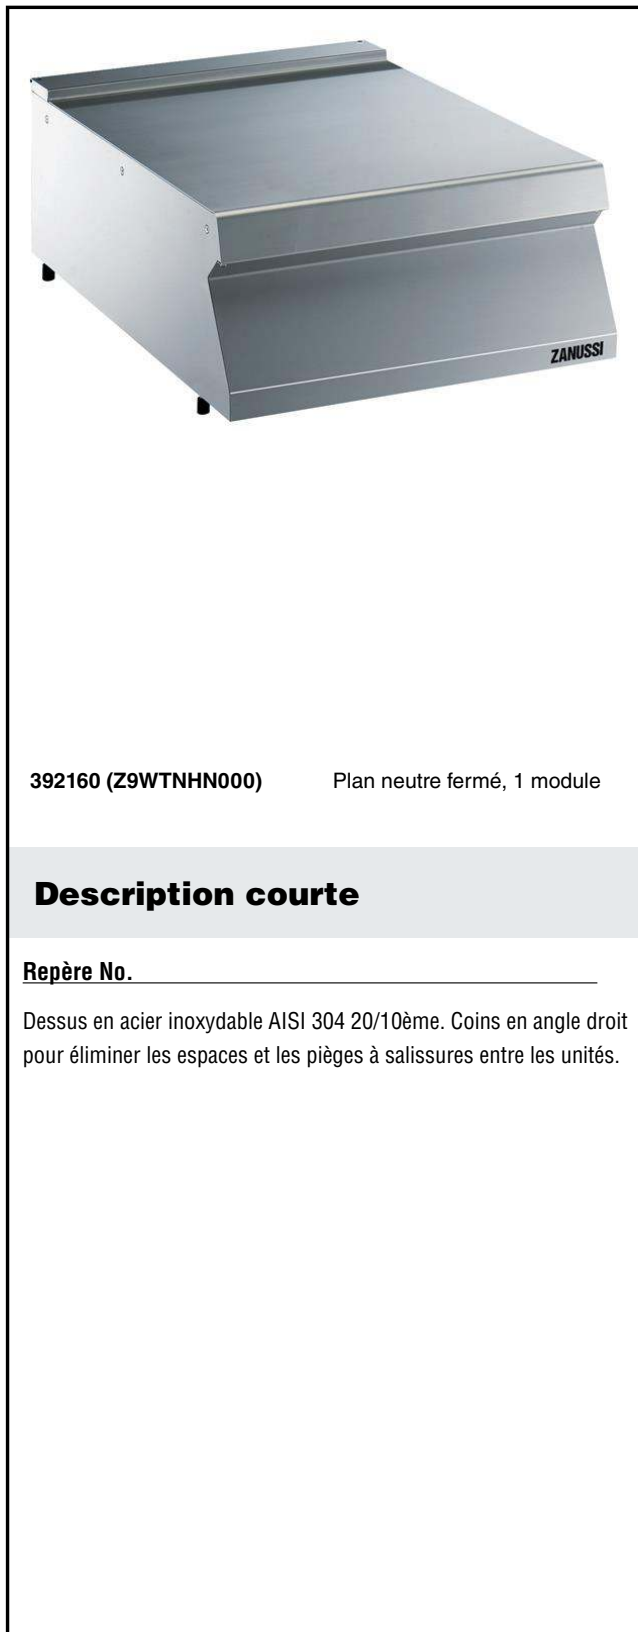 ZANUSSI
392160 (Z9WTNHN000) Plan neutre fermé, 1 module
Description courte
Repère No.
Dessus en acier inoxydable AISI 304 20/10ème. Coins en angle droit
pour éliminer les espaces et les pièges à salissures entre les unités.